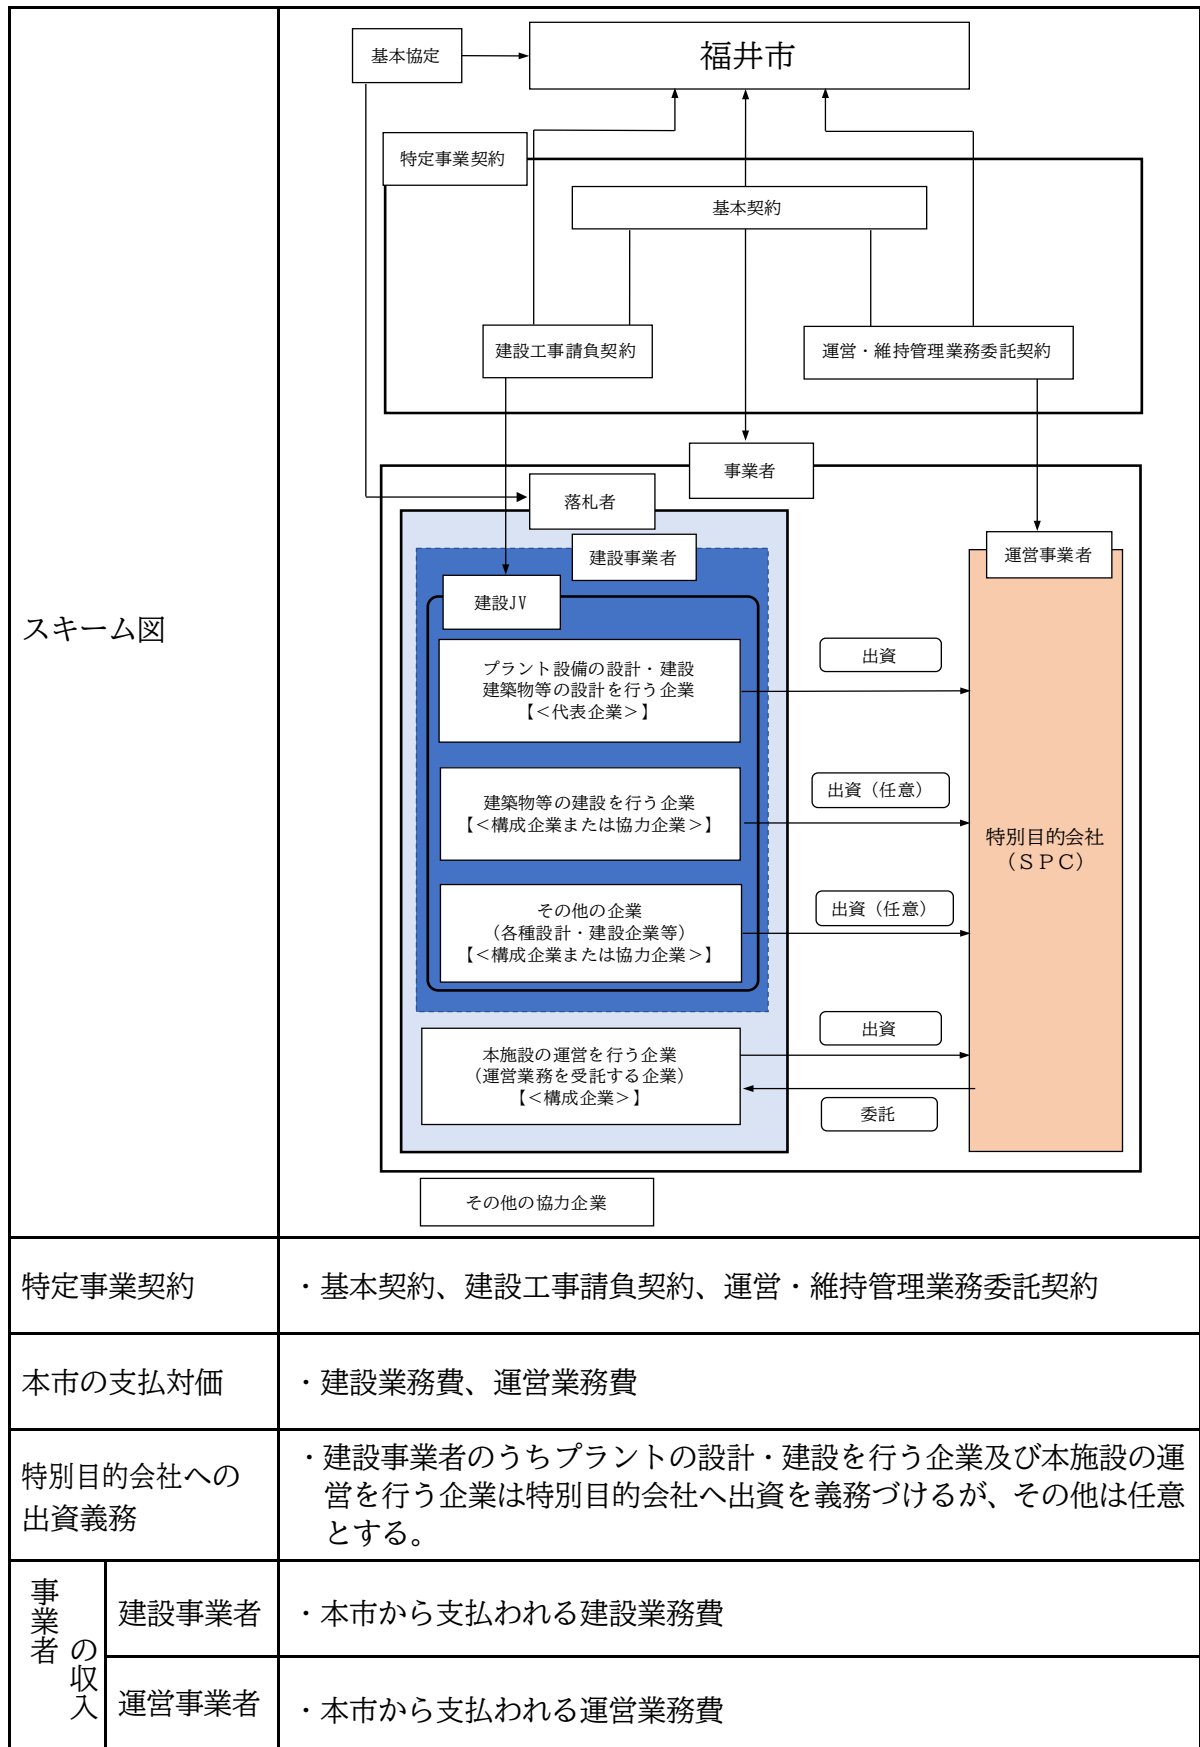 スキーム図
基本協定
福井市
特定事業契約
基本契約
建設工事請負契約
運営・維持管理業務委託契約
事業者
落札者
建設事業者
運営事業者
建設JV
プラント設備の設計・建設
建築物等の設計を行う企業
【＜代表企業＞】
出資
建築物等の建設を行う企業
【＜構成企業または協力企業＞】
出資（任意）
特別目的会社
（ＳＰＣ）
その他の企業
（各種設計・建設企業等）
【＜構成企業または協力企業＞】
出資（任意）
本施設の運営を行う企業
（運営業務を受託する企業）
【＜構成企業＞】
出資
委託
その他の協力企業
特定事業契約
・基本契約、建設工事請負契約、運営・維持管理業務委託契約
本市の支払対価
・建設業務費、運営業務費
特別目的会社への
出資義務
・建設事業者のうちプラントの設計・建設を行う企業及び本施設の運
営を行う企業は特別目的会社へ出資を義務づけるが、その他は任意
とする。
事業者
の収入
建設事業者
・本市から支払われる建設業務費
運営事業者
・本市から支払われる運営業務費